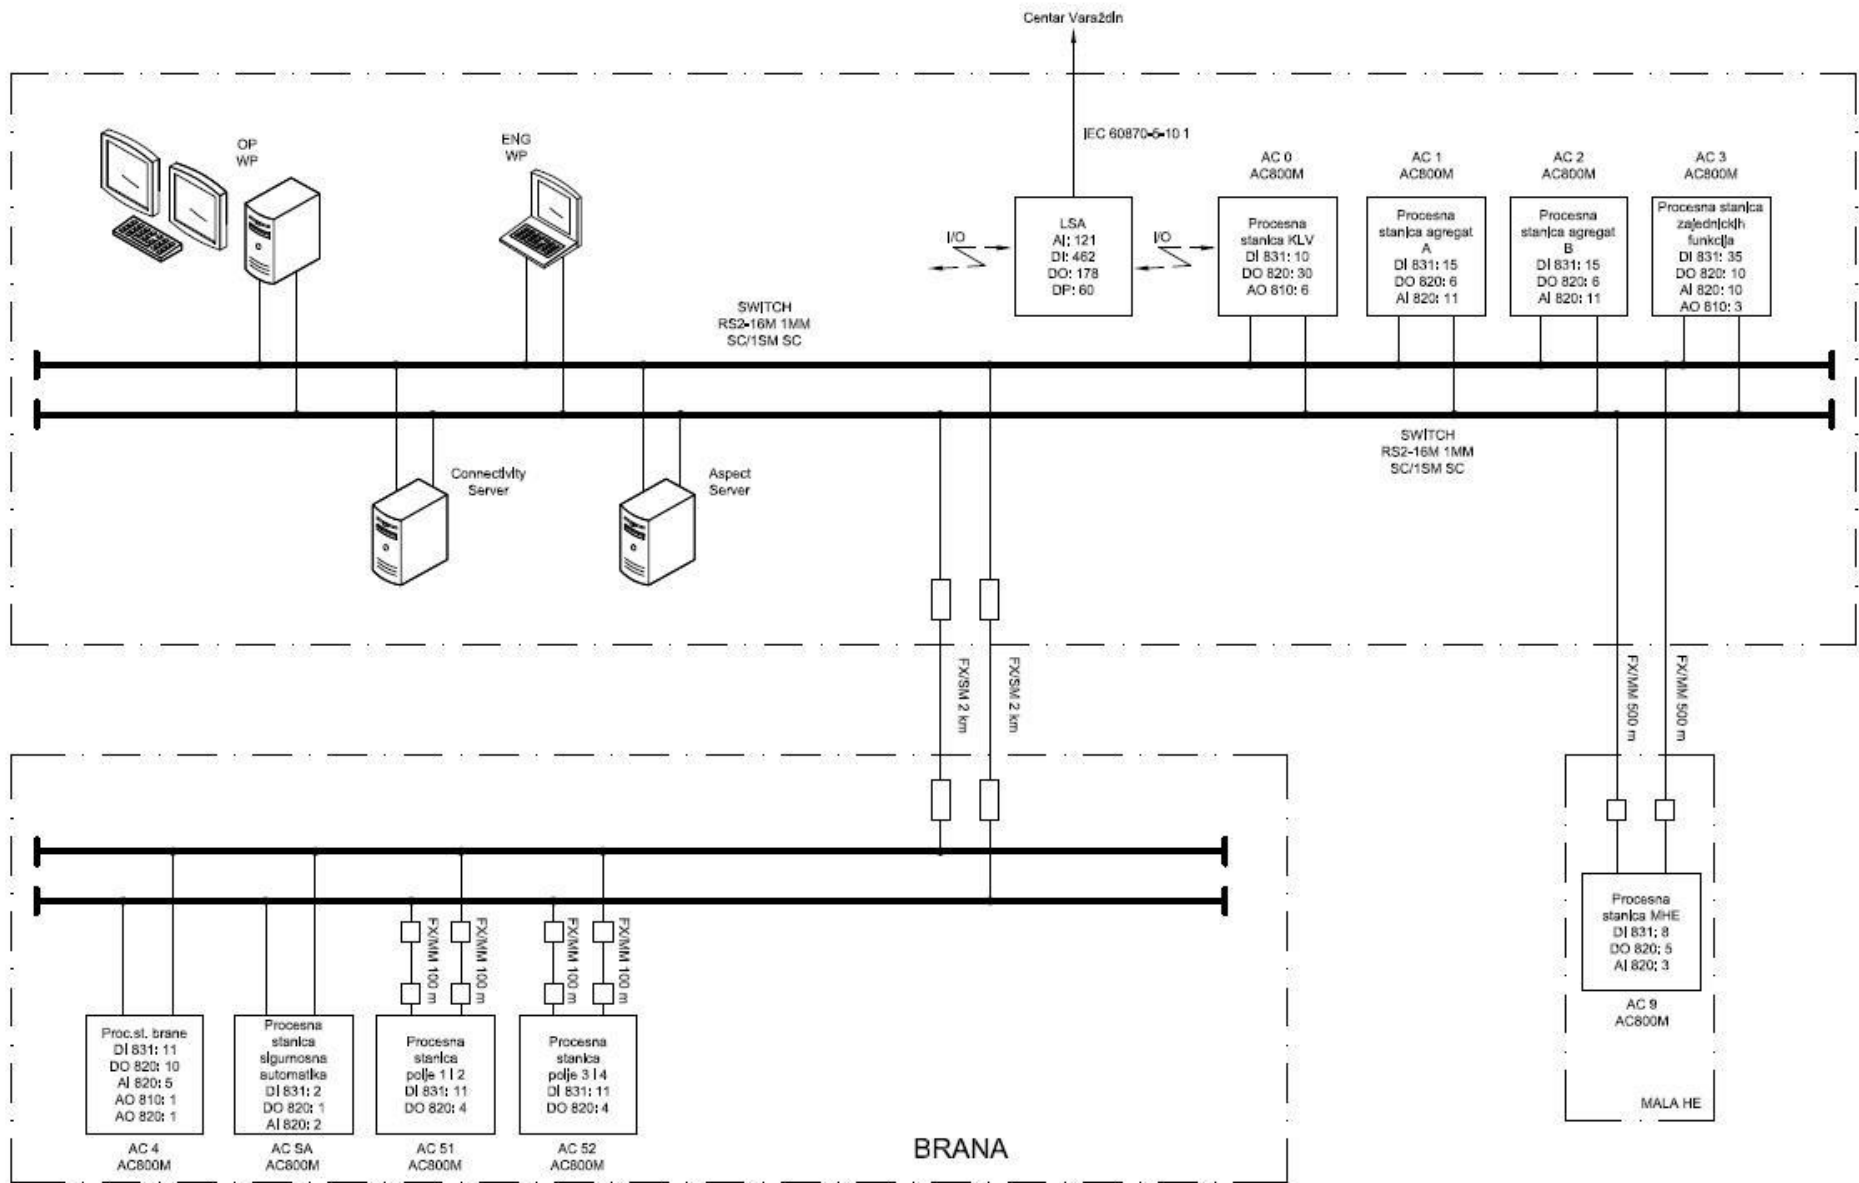 Centar Varaždin
IEC 60870-5-10 1
OP
WP
ENG
WP
I/O
LSA
AI: 121
DI: 462
DO: 178
DP: 60
I/O
AC 0
AC800M
Procesna
stanica KLV
DI 831: 10
DO 820: 30
AO 810: 6
AC 1
AC800M
Procesna
stanica agregat
A
DI 831: 15
DO 820: 6
AI 820: 11
AC 2
AC800M
Procesna
stanica agregat
B
DI 831: 15
DO 820: 6
AI 820: 11
AC 3
AC800M
Procesna stanica
zajedničkih
funkcija
DI 831: 35
DO 820: 10
AI 820: 10
AO 810: 3
SWITCH
RS2-16M 1MM
SC/1SM SC
SWITCH
RS2-16M 1MM
SC/1SM SC
Connectivity
Server
Aspect
Server
FX/SM 2 km
FX/SM 2 km
FX/MM 500 m
FX/MM 500 m
FX/MM 100 m
FX/MM 100 m
FX/MM 100 m
FX/MM 100 m
Proc.st. brane
DI 831: 11
DO 820: 10
AI 820: 5
AO 810: 1
AO 820: 1
AC 4
AC800M
Procesna
stanica
sigurnosna
automatika
DI 831: 2
DO 820: 1
AI 820: 2
AC SA
AC800M
Procesna
stanica
polje 1 i 2
DI 831: 11
DO 820: 4
AC 51
AC800M
Procesna
stanica
polje 3 i 4
DI 831: 11
DO 820: 4
AC 52
AC800M
BRANA
Procesna
stanica MHE
DI 831; 8
DO 820; 5
AI 820; 3
AC 9
AC800M
MALA HE